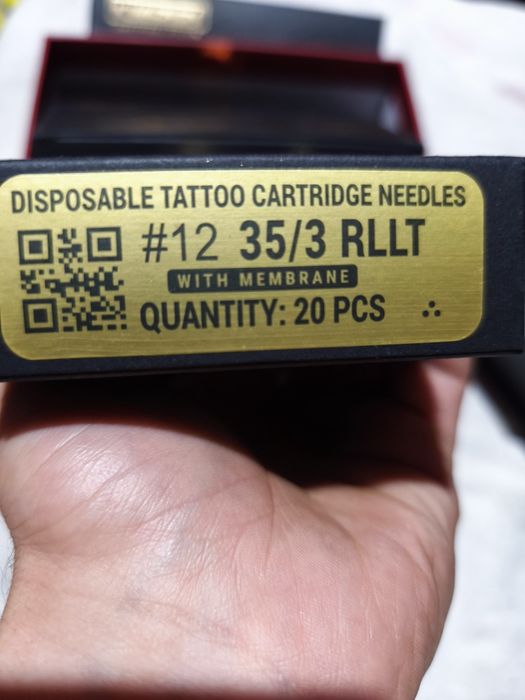 DISPOSABLE TATTOO CARTRIDGE NEEDLES
#12 35/3 RLLT
WITH MEMBRANE
QUANTITY: 20 PCS